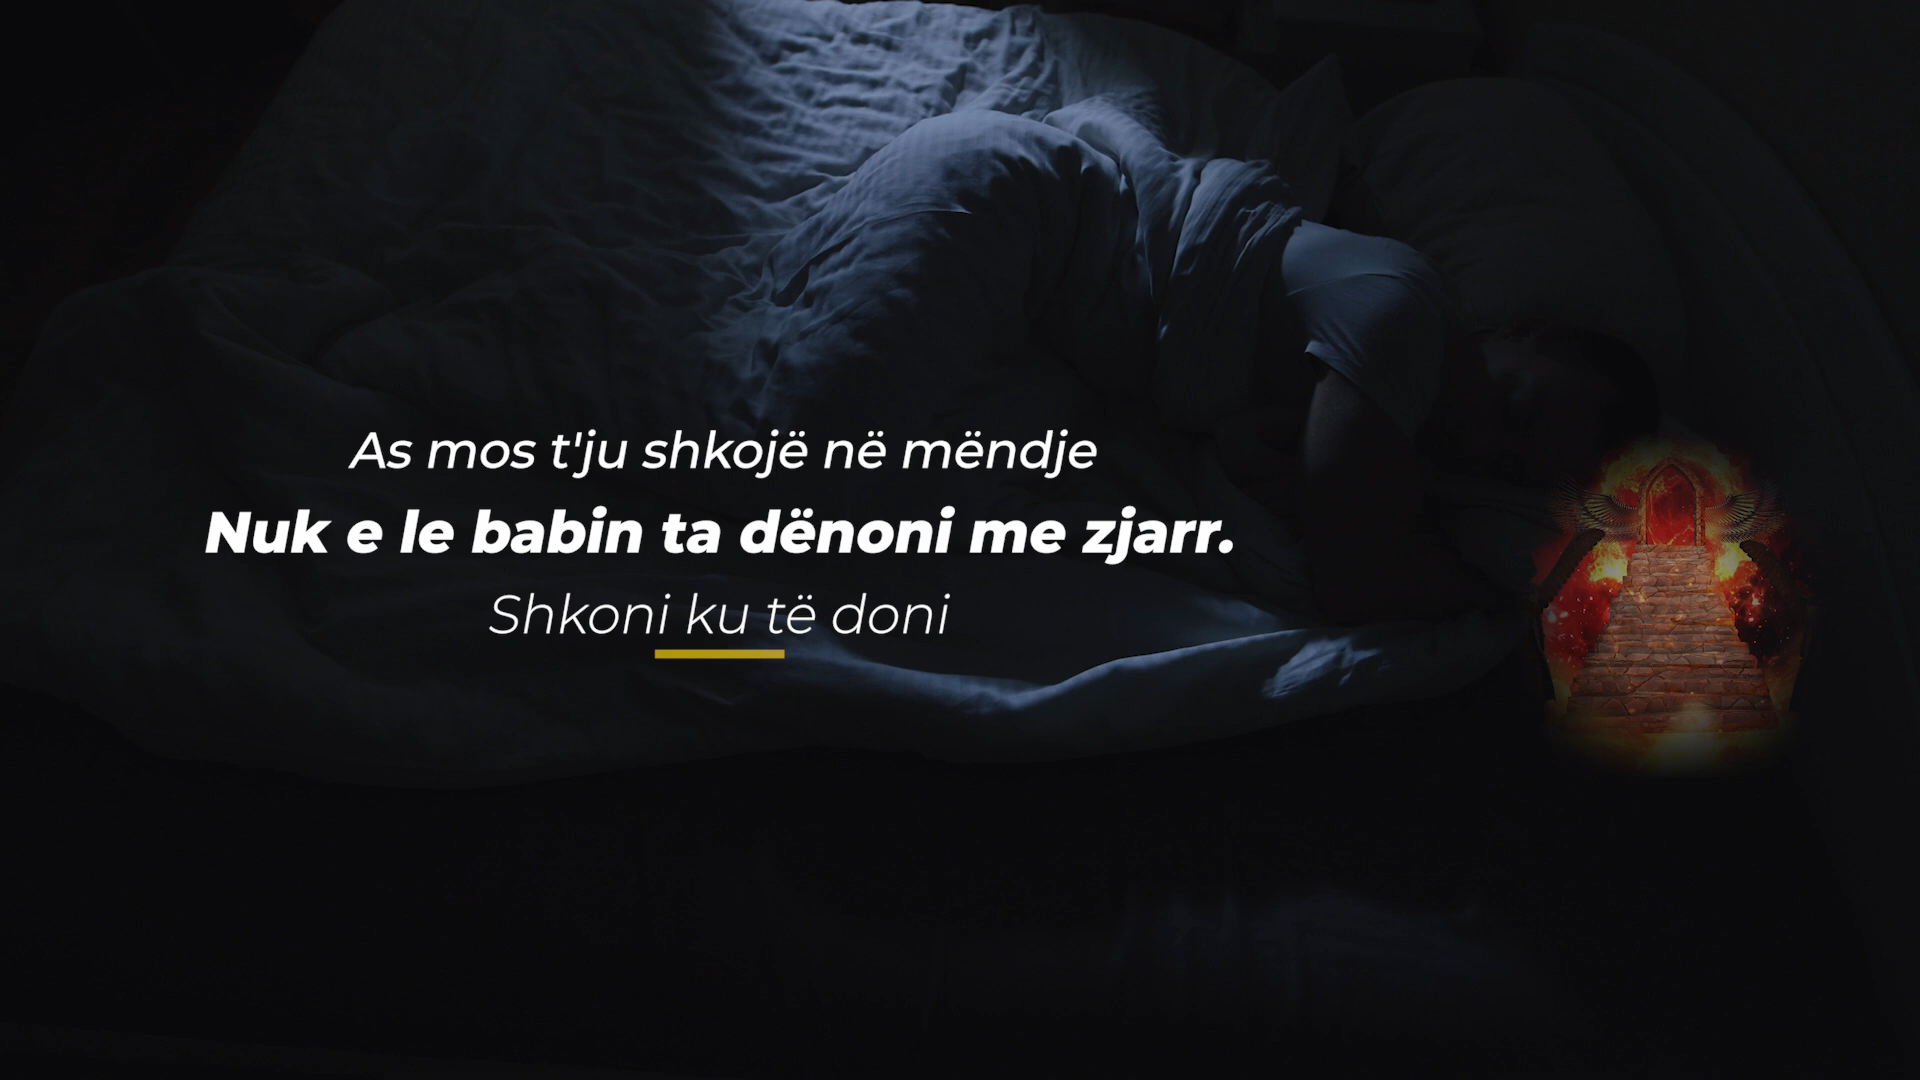 As mos t'ju shkojë në mëndje
Nuk e le babin ta dënoni me zjarr.
Shkoni ku të doni